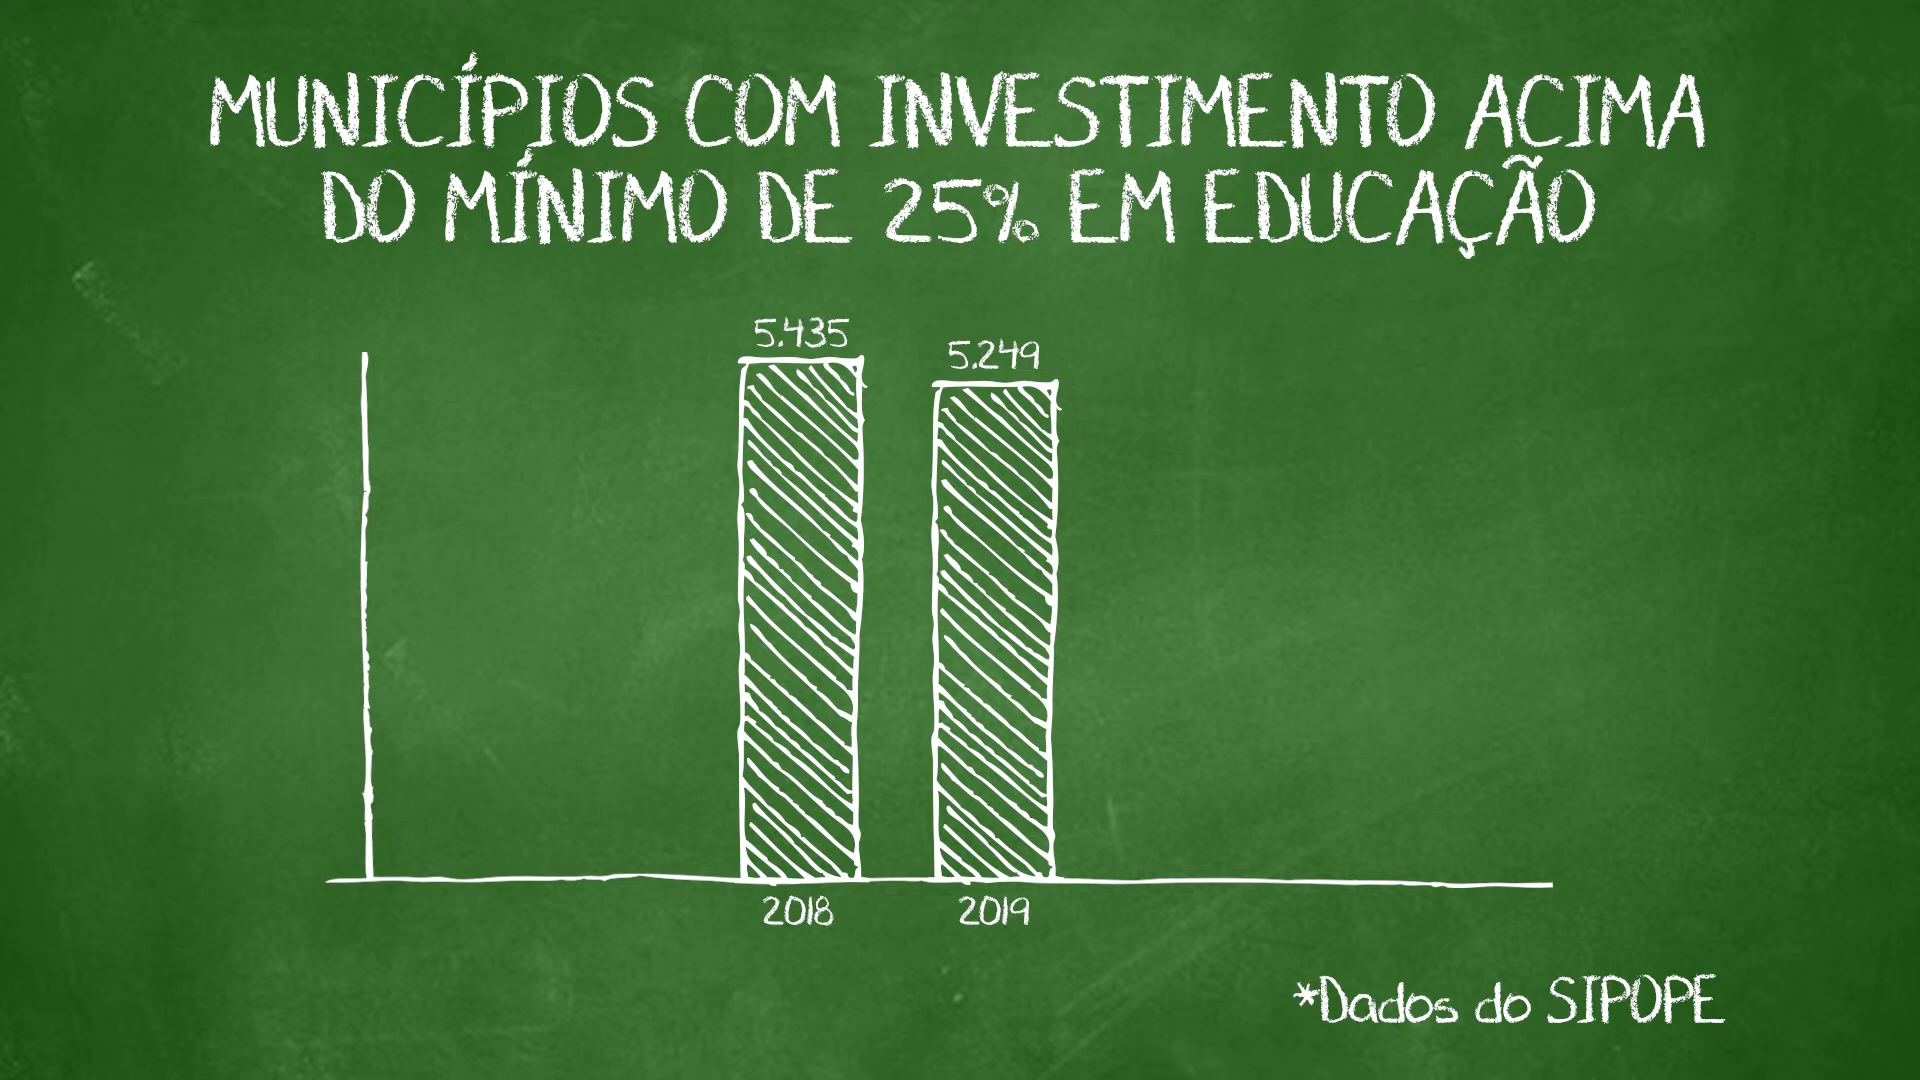 MUNICÍPIOS COM INVESTIMENTO ACIMA
DO MÍNIMO DE 25% EM EDUCAÇÃO
5.435
5.249
2018
2019
*Dados do SIPOPE